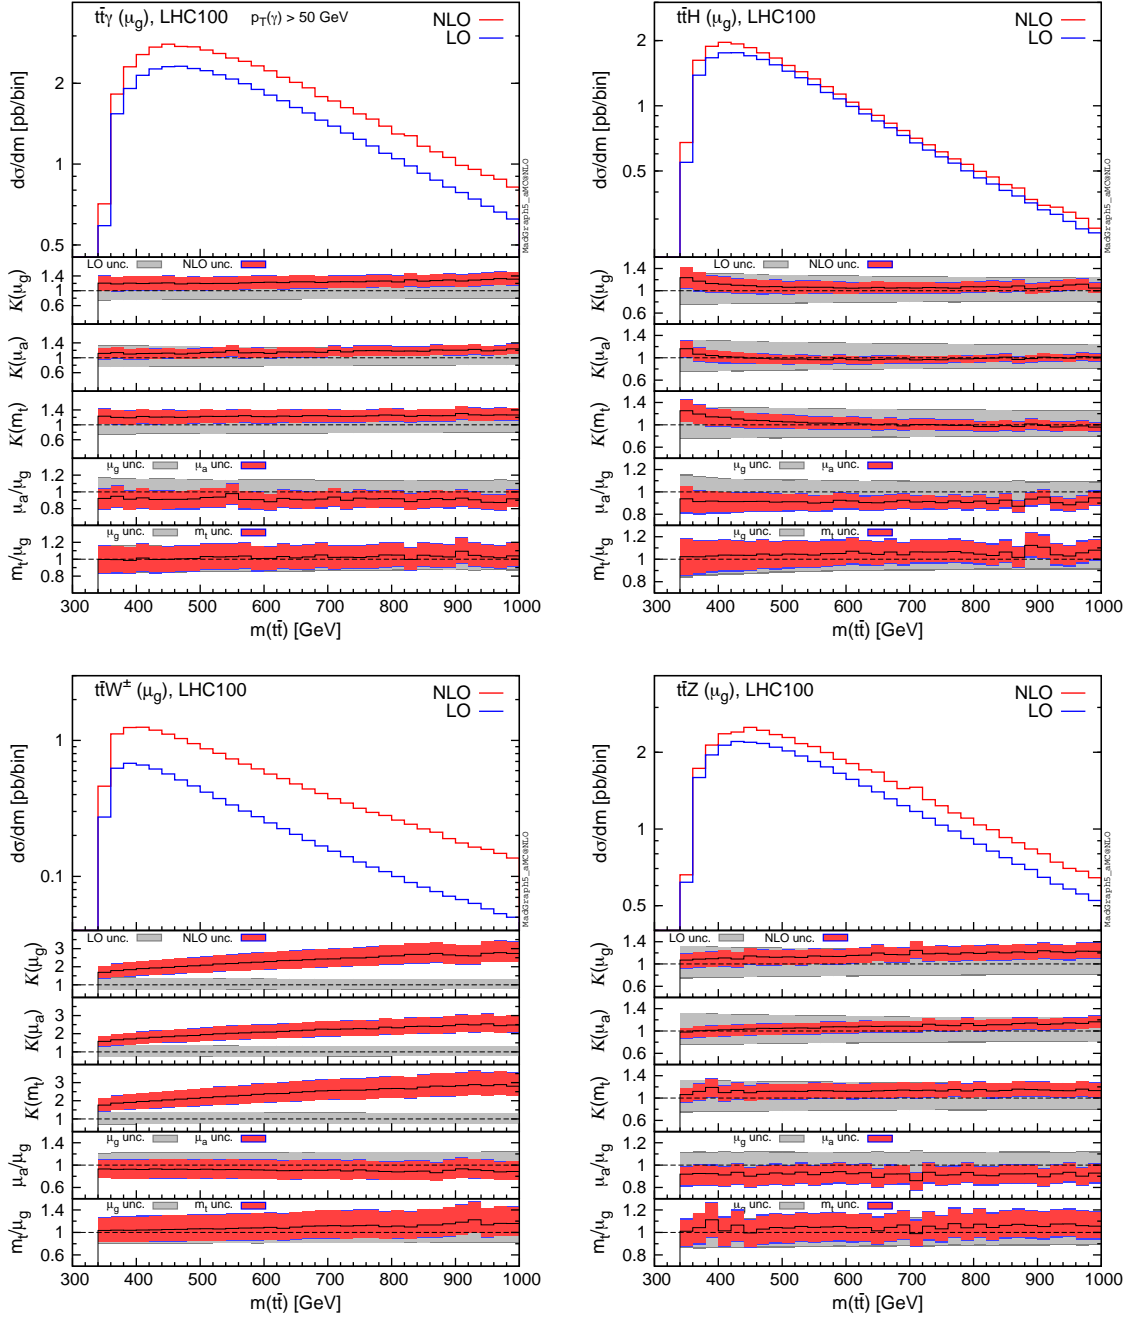 tt̄γ (μg), LHC100 pT(γ) > 50 GeV
NLO
LO
dσ/dm [pb/bin]
2
1
0.5
MadGraph5_aMC@NLO
LO unc. NLO unc.
K(μg)
1.4
1
0.6
K(μa)
1.4
1
0.6
K(mt)
1.4
1
0.6
μg unc. μa unc.
μa/μg
1.2
1
0.8
μg unc. mt unc.
mt/μg
1.2
1
0.8
300 400 500 600 700 800 900 1000
m(tt̄) [GeV]
tt̄H (μg), LHC100
NLO
LO
dσ/dm [pb/bin]
2
1
0.5
MadGraph5_aMC@NLO
LO unc. NLO unc.
K(μg)
1.4
1
0.6
K(μa)
1.4
1
0.6
K(mt)
1.4
1
0.6
μg unc. μa unc.
μa/μg
1.2
1
0.8
μg unc. mt unc.
mt/μg
1.2
1
0.8
300 400 500 600 700 800 900 1000
m(tt̄) [GeV]
tt̄W± (μg), LHC100
NLO
LO
dσ/dm [pb/bin]
1
0.1
MadGraph5_aMC@NLO
LO unc. NLO unc.
K(μg)
3
2
1
K(μa)
3
2
1
K(mt)
3
2
1
μg unc. μa unc.
μa/μg
1.4
1
0.6
μg unc. mt unc.
mt/μg
1.4
1
0.6
300 400 500 600 700 800 900 1000
m(tt̄) [GeV]
tt̄Z (μg), LHC100
NLO
LO
dσ/dm [pb/bin]
2
1
0.5
MadGraph5_aMC@NLO
LO unc. NLO unc.
K(μg)
1.4
1
0.6
K(μa)
1.4
1
0.6
K(mt)
1.4
1
0.6
μg unc. μa unc.
μa/μg
1.2
1
0.8
μg unc. mt unc.
mt/μg
1.2
1
0.8
300 400 500 600 700 800 900 1000
m(tt̄) [GeV]